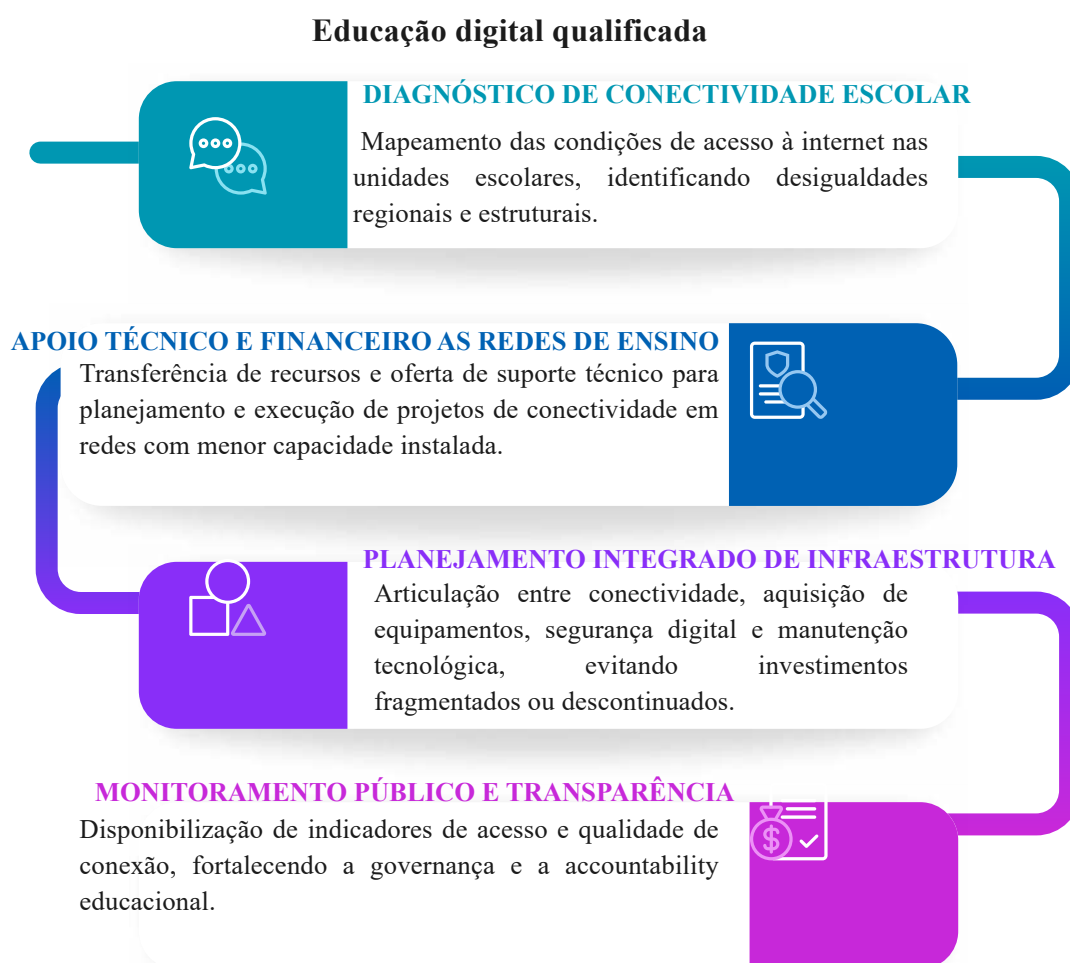 Educação digital qualificada
DIAGNÓSTICO DE CONECTIVIDADE ESCOLAR
Mapeamento das condições de acesso à internet nas
unidades escolares, identificando desigualdades
regionais e estruturais.
APOIO TÉCNICO E FINANCEIRO AS REDES DE ENSINO
Transferência de recursos e oferta de suporte técnico para
planejamento e execução de projetos de conectividade em
redes com menor capacidade instalada.
PLANEJAMENTO INTEGRADO DE INFRAESTRUTURA
Articulação entre conectividade, aquisição de
equipamentos, segurança digital e manutenção
tecnológica, evitando investimentos
fragmentados ou descontinuados.
MONITORAMENTO PÚBLICO E TRANSPARÊNCIA
Disponibilização de indicadores de acesso e qualidade de
conexão, fortalecendo a governança e a accountability
educacional.
$